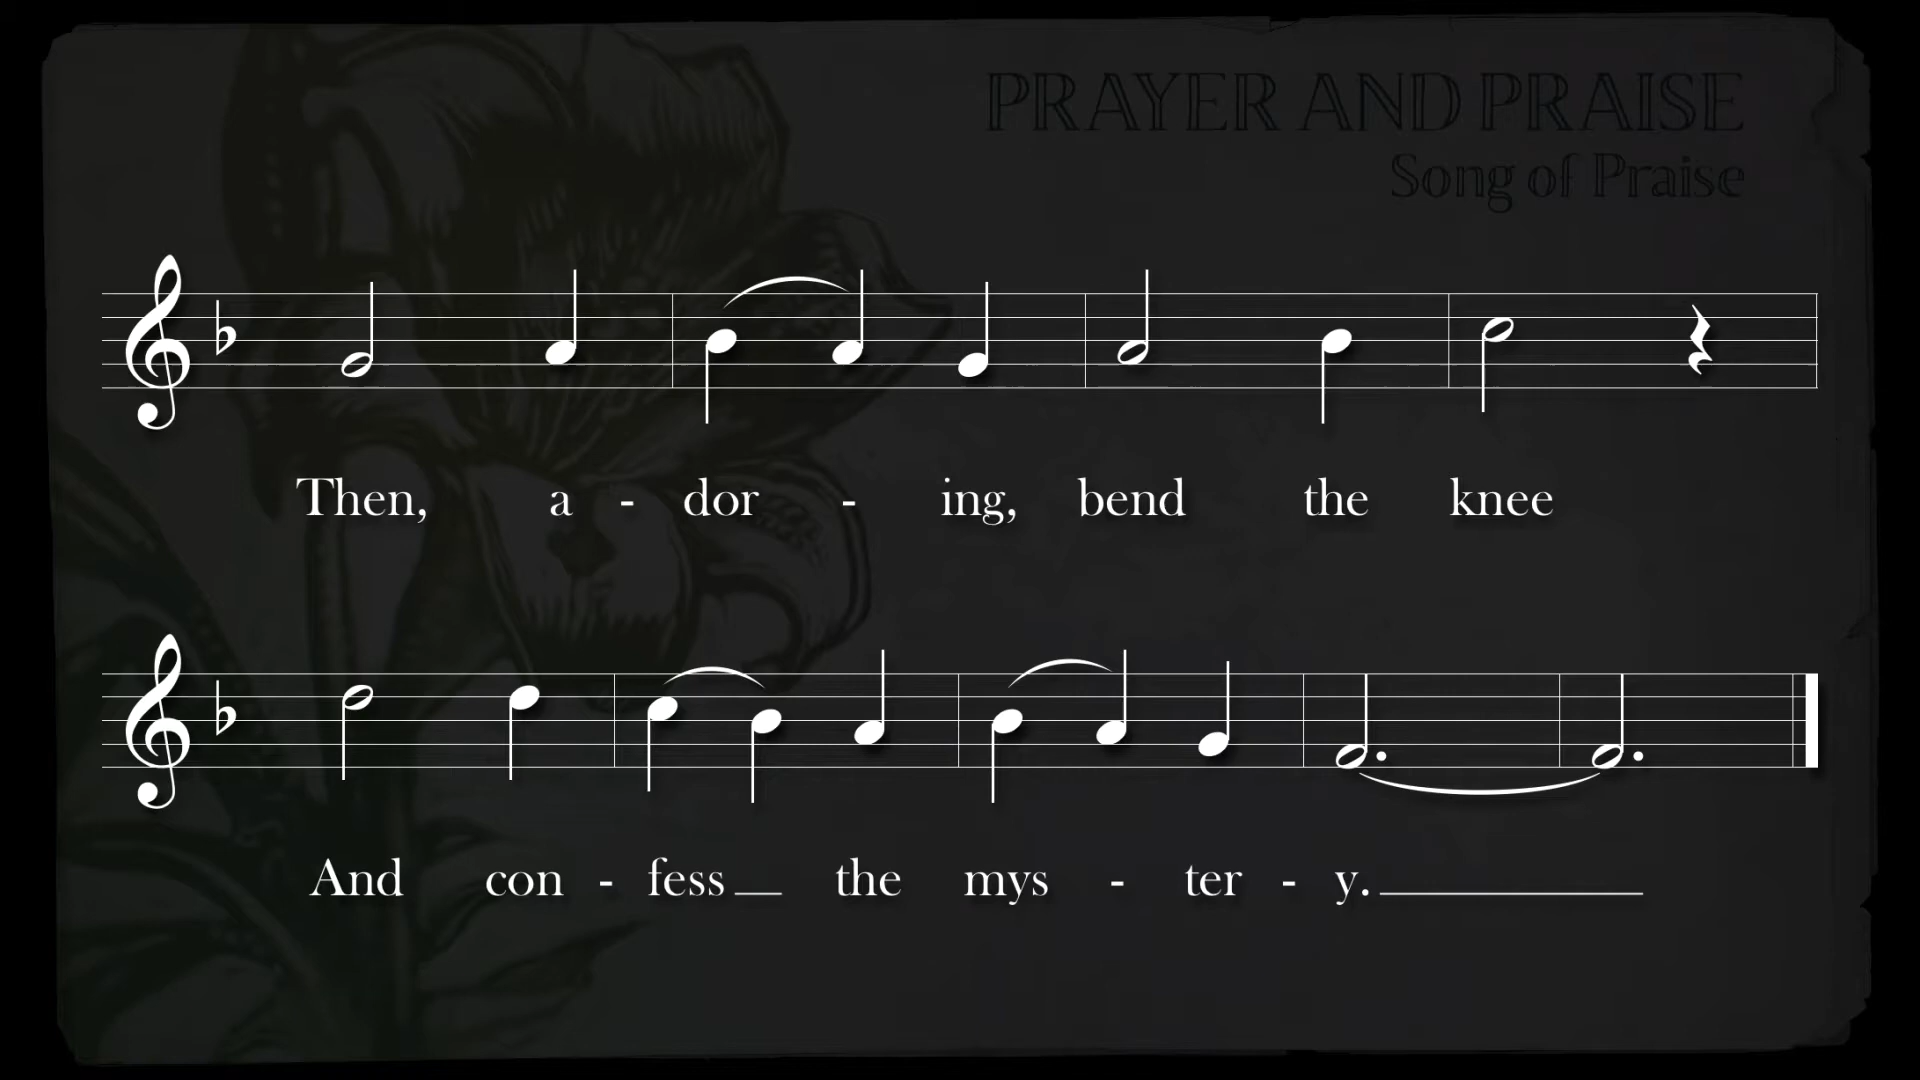 PRAYER AND PRAISE
Song of Praise
Then, a - dor - ing, bend the knee
And con - fess the mys - ter - y.